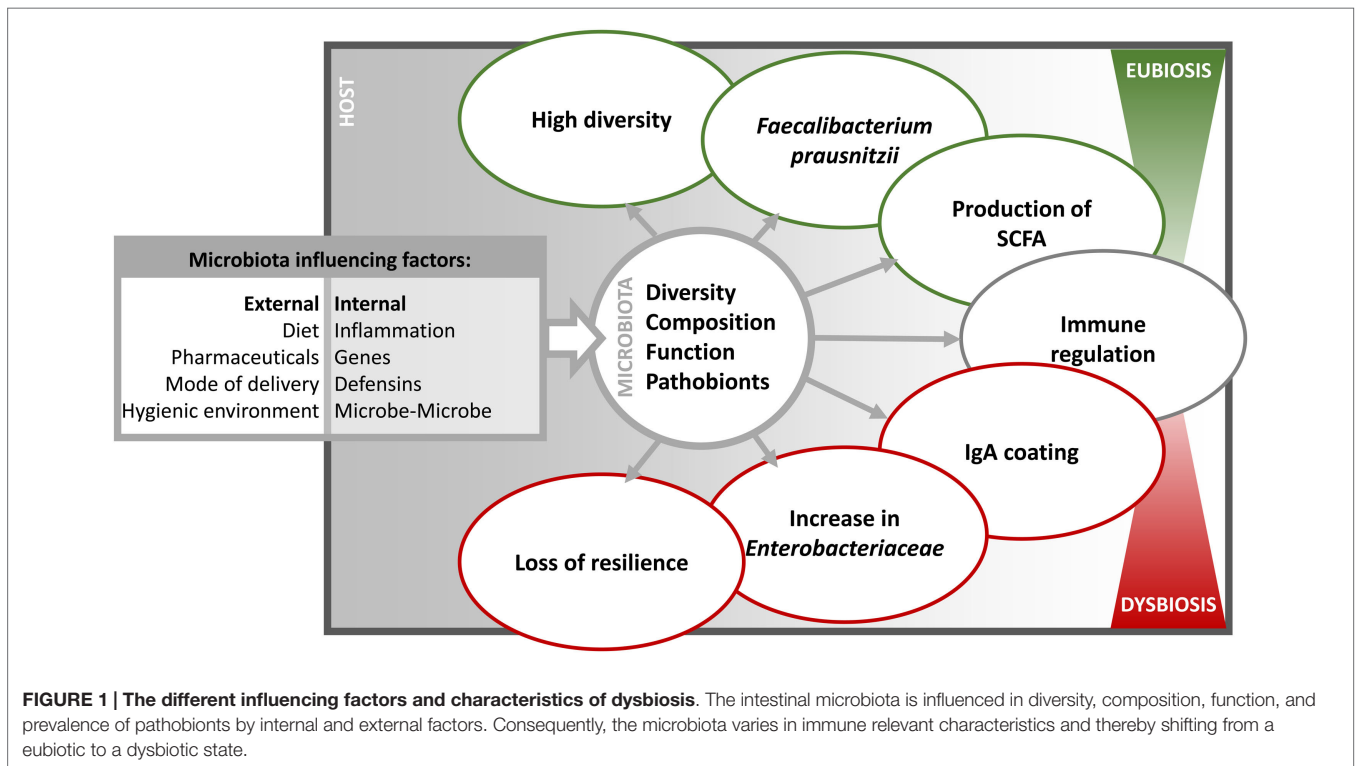 HOST
EUBIOSIS
High diversity
Faecalibacterium
prausnitzii
Production of
SCFA
Microbiota influencing factors:
External Internal
Diet Inflammation
Pharmaceuticals Genes
Mode of delivery Defensins
Hygienic environment Microbe-Microbe
MICROBIOTA
Diversity
Composition
Function
Pathobionts
Immune
regulation
IgA coating
Increase in
Enterobacteriaceae
Loss of resilience
DYSBIOSIS
FIGURE 1 | The different influencing factors and characteristics of dysbiosis. The intestinal microbiota is influenced in diversity, composition, function, and
prevalence of pathobionts by internal and external factors. Consequently, the microbiota varies in immune relevant characteristics and thereby shifting from a
eubiotic to a dysbiotic state.